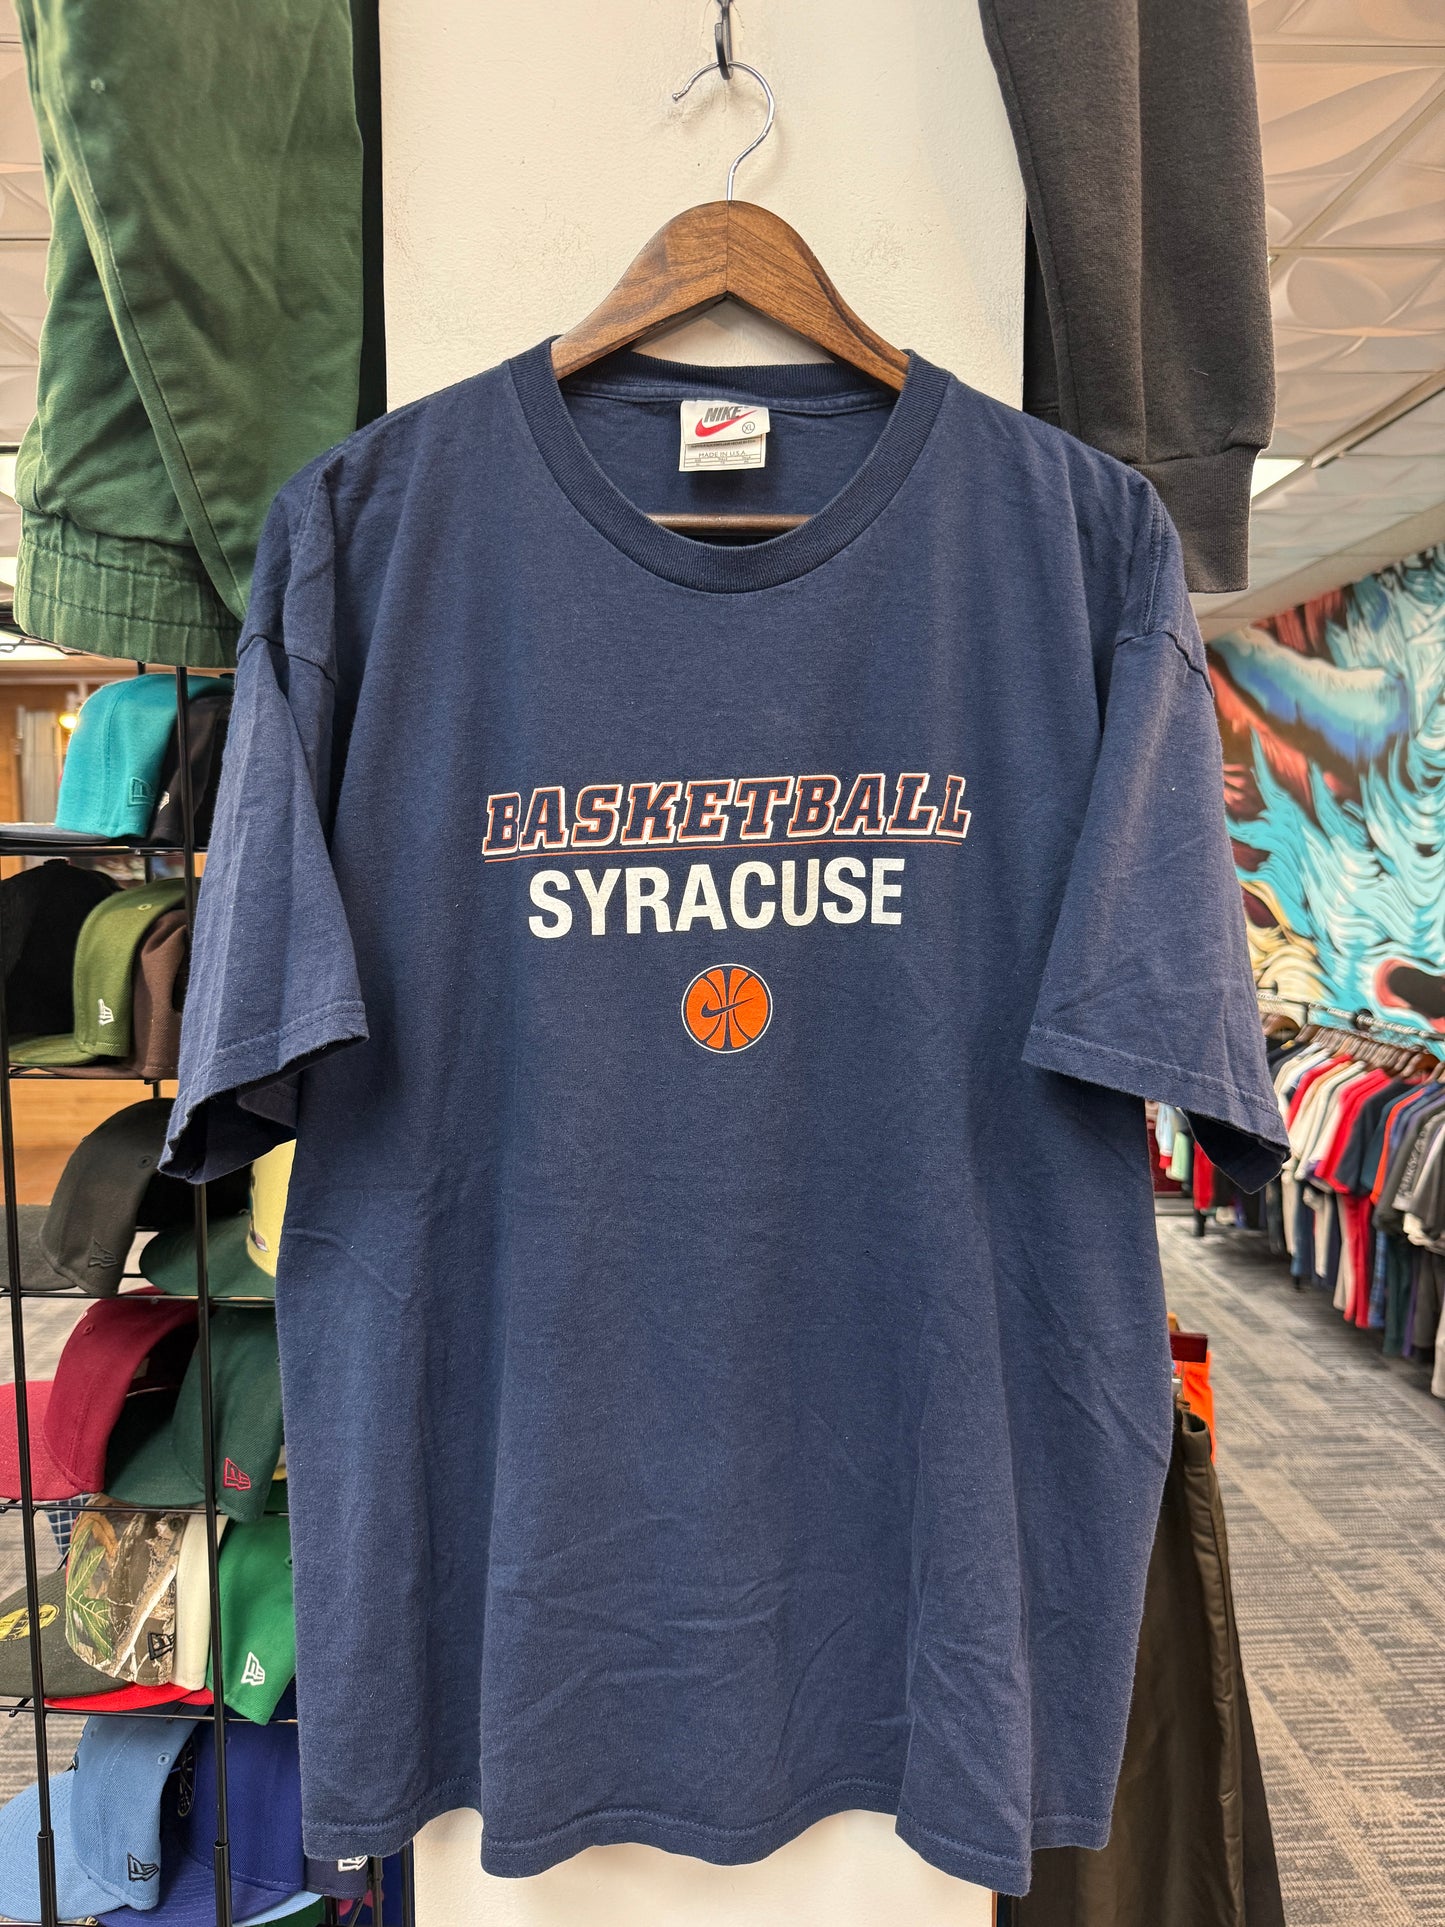 NIKE
XL
MADE IN U.S.A.
BASKETBALL
SYRACUSE